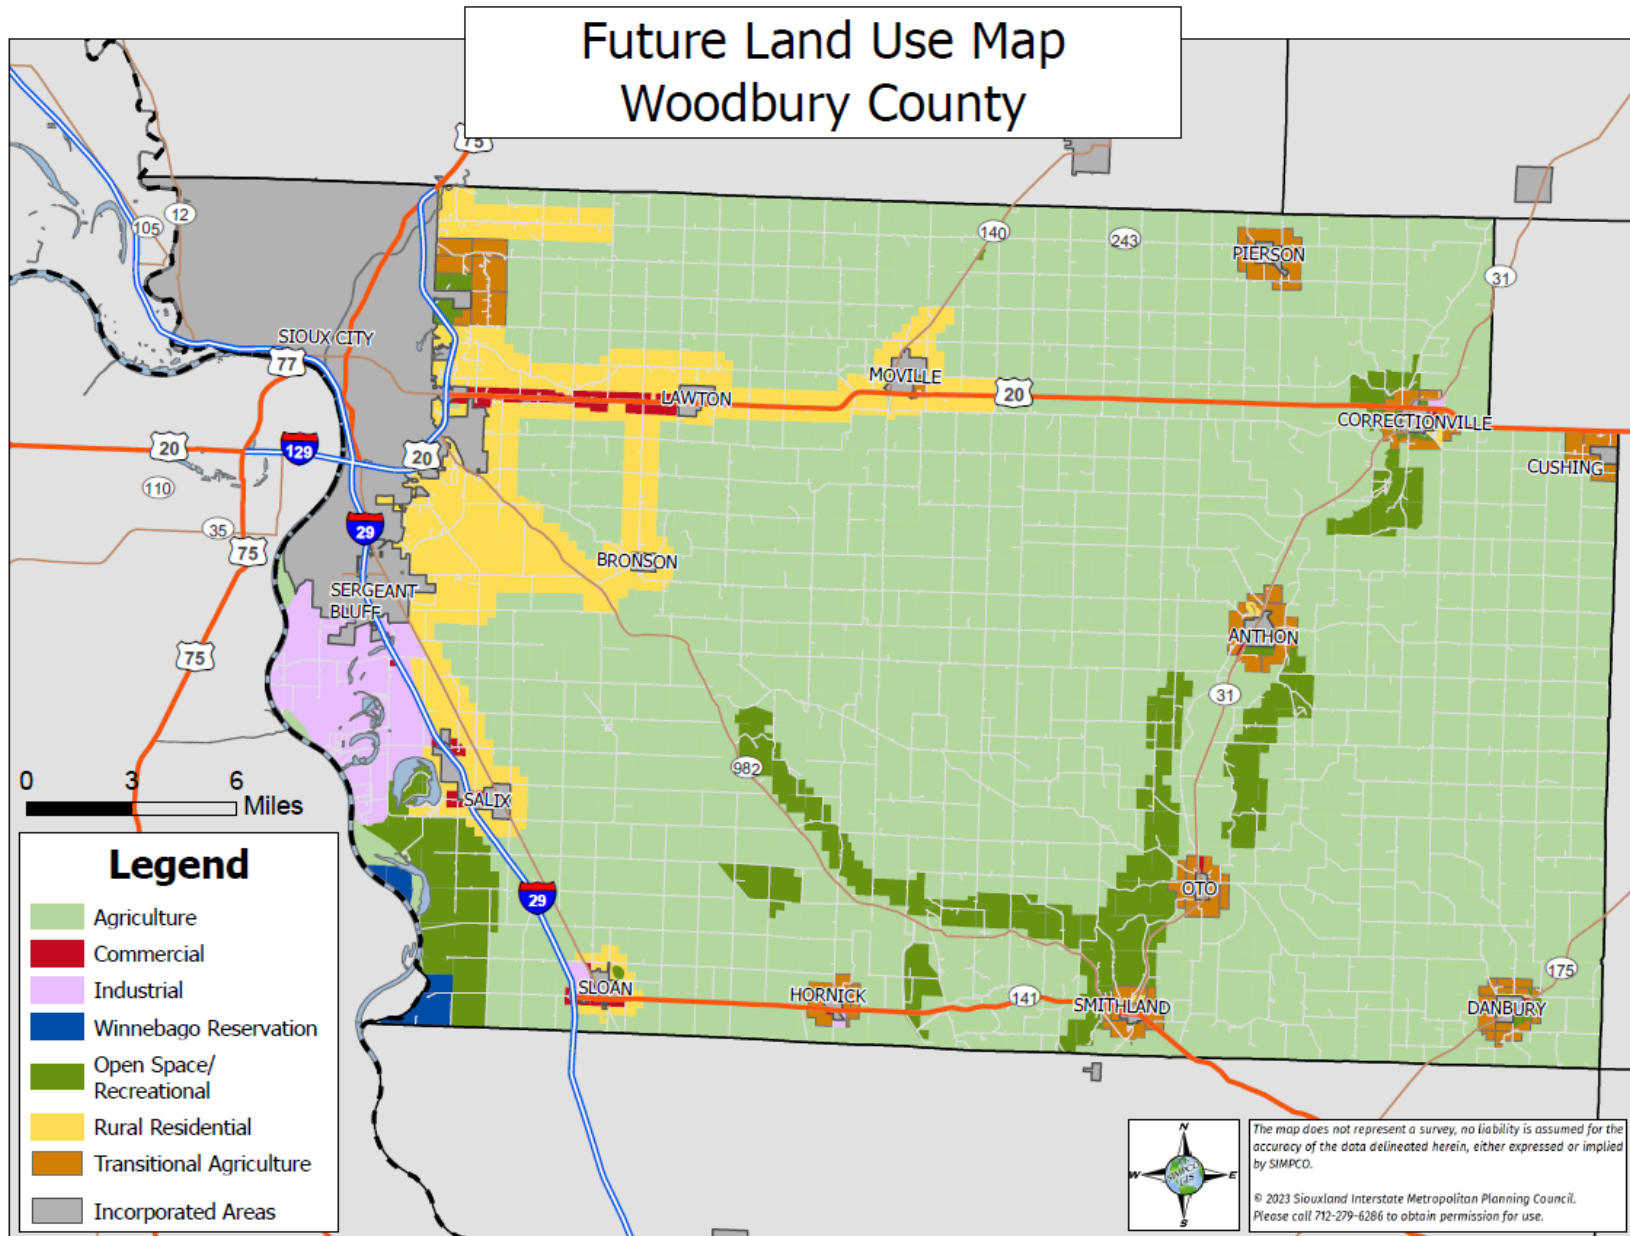 Future Land Use Map
Woodbury County
75
12
105
140
243
PIERSON
31
SIOUX CITY
77
MOVILLE
LAWTON
20
CORRECTIONVILLE
20
129
20
CUSHING
110
35
75
29
BRONSON
SERGEANT
BLUFF
ANTHON
75
31
982
0 3 6
Miles
SALIX
OTO
29
175
SLOAN
HORNICK
141
SMITHLAND
DANBURY
Legend
Agriculture
Commercial
Industrial
Winnebago Reservation
Open Space/
Recreational
Rural Residential
Transitional Agriculture
Incorporated Areas
N
W E
S
SIMPCO
GIS
The map does not represent a survey, no liability is assumed for the
accuracy of the data delineated herein, either expressed or implied
by SIMPCO.
© 2023 Siouxland Interstate Metropolitan Planning Council.
Please call 712-279-6286 to obtain permission for use.